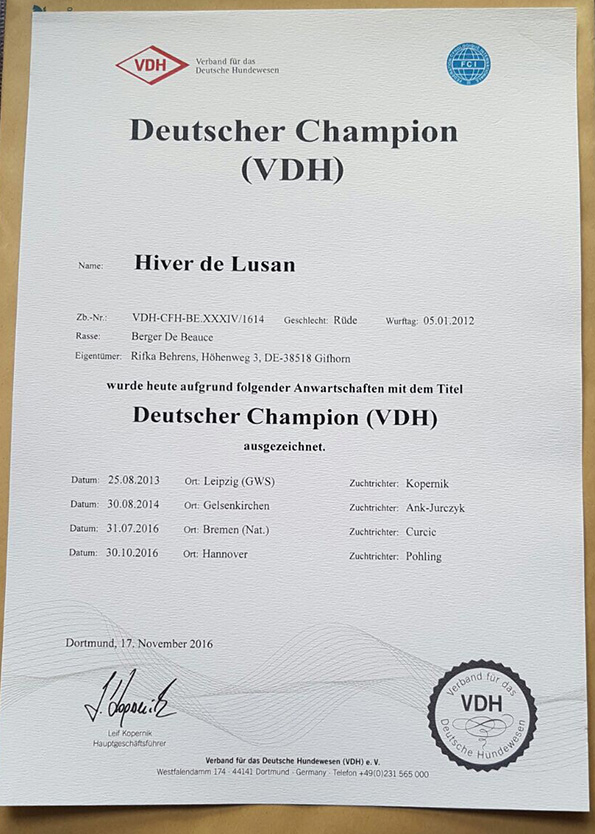 VDH
Verband für das
Deutsche Hundewesen
FCI
Deutscher Champion
(VDH)
Name: Hiver de Lusan
Zb.-Nr.: VDH-CFH-BE.XXXIV/1614 Geschlecht: Rüde Wurftag: 05.01.2012
Rasse: Berger De Beauce
Eigentümer: Rifka Behrens, Höhenweg 3, DE-38518 Gifhorn
wurde heute aufgrund folgender Anwartschaften mit dem Titel
Deutscher Champion (VDH)
ausgezeichnet.
Datum: 25.08.2013 Ort: Leipzig (GWS) Zuchtrichter: Kopernik
Datum: 30.08.2014 Ort: Gelsenkirchen Zuchtrichter: Ank-Jurczyk
Datum: 31.07.2016 Ort: Bremen (Nat.) Zuchtrichter: Curcic
Datum: 30.10.2016 Ort: Hannover Zuchtrichter: Pohling
Dortmund, 17. November 2016
Leif Kopernik
Hauptgeschäftsführer
Verband für das
VDH
Deutsche Hundewesen
Verband für das Deutsche Hundewesen (VDH) e. V.
Westfalendamm 174 · 44141 Dortmund · Germany · Telefon +49(0)231 565 000